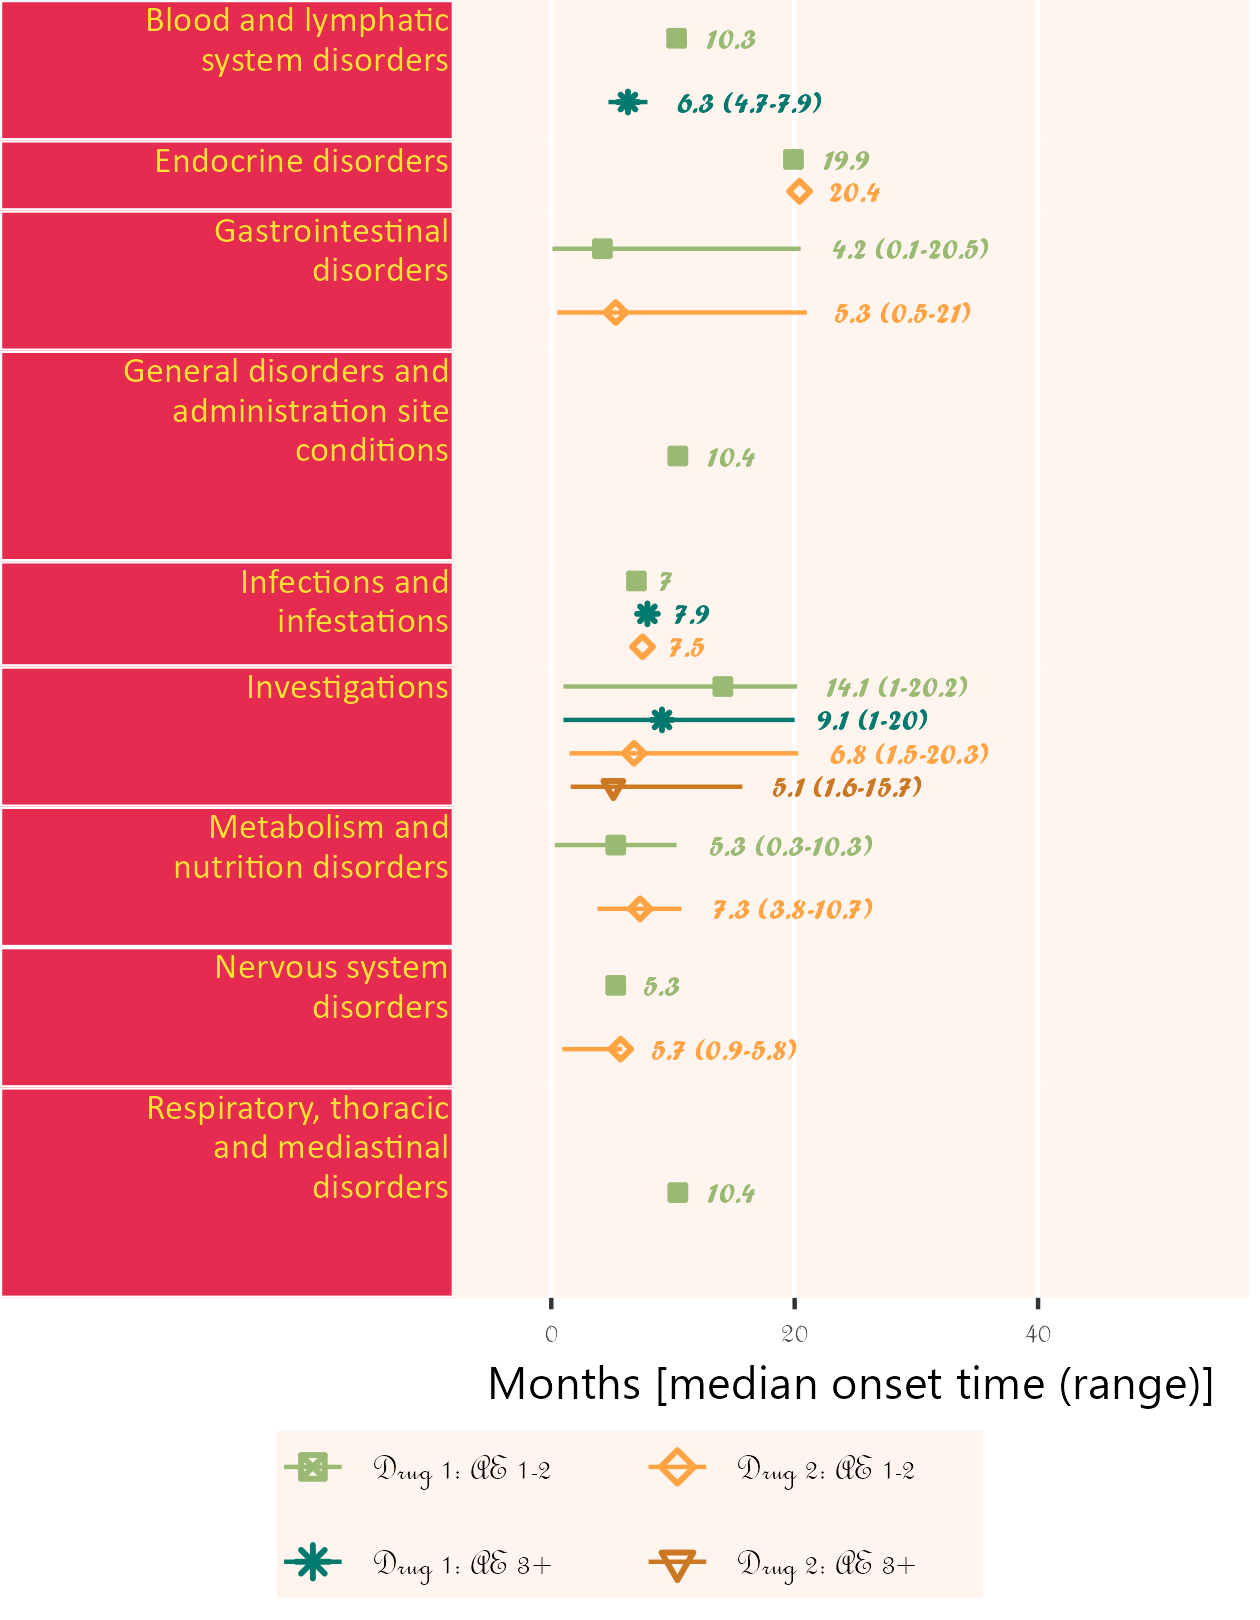 Blood and lymphatic
system disorders
10.3
6.3 (4.7-7.9)
Endocrine disorders
19.9
20.4
Gastrointestinal
disorders
4.2 (0.1-20.5)
5.3 (0.5-21)
General disorders and
administration site
conditions
10.4
Infections and
infestations
7
7.9
7.5
Investigations
14.1 (1-20.2)
9.1 (1-20)
6.8 (1.5-20.3)
5.1 (1.6-15.7)
Metabolism and
nutrition disorders
5.3 (0.3-10.3)
7.3 (3.8-10.7)
Nervous system
disorders
5.3
5.7 (0.9-5.8)
Respiratory, thoracic
and mediastinal
disorders
10.4
0 20 40
Months [median onset time (range)]
Drug 1: AE 1-2
Drug 2: AE 1-2
Drug 1: AE 3+
Drug 2: AE 3+